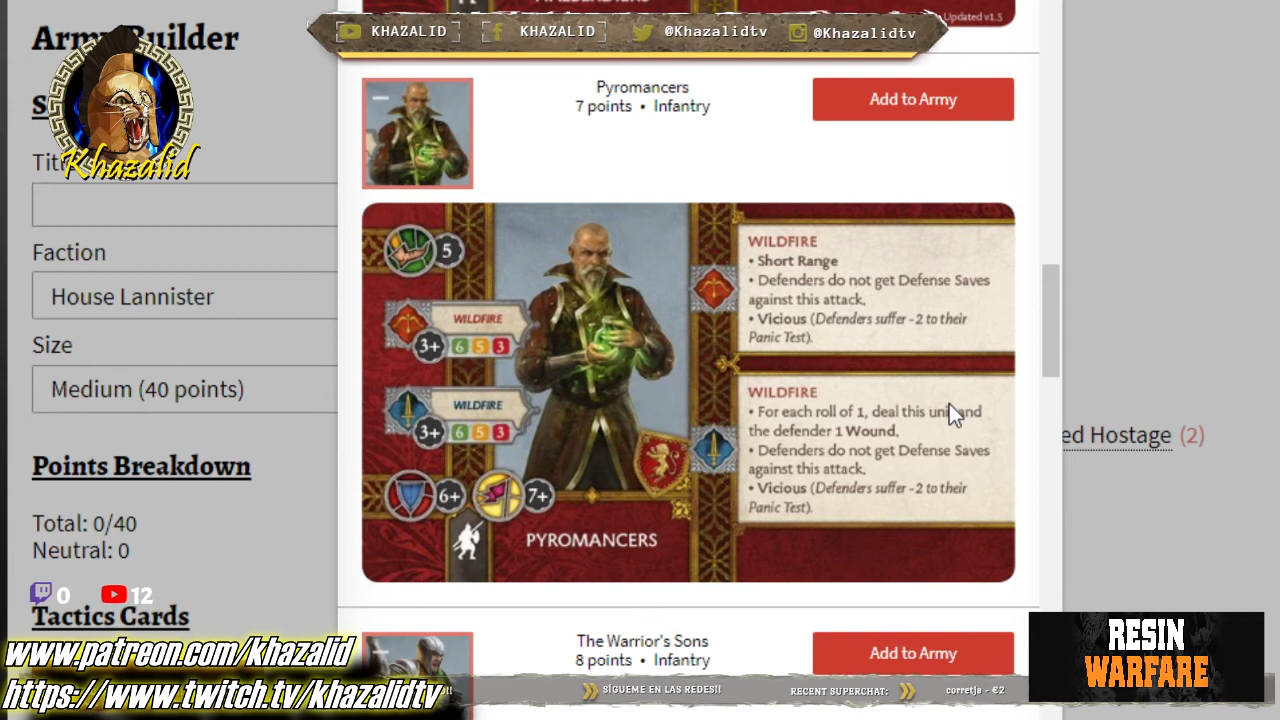 Updated v1.5
KHAZALID
KHAZALID
@Khazalidtv
@Khazalidtv
Khazalid
Faction
House Lannister
Size
Medium (40 points)
Points Breakdown
Total: 0/40
Neutral: 0
0
12
Tactics Cards
www.patreon.com/khazalid
https://www.twitch.tv/khazalidtv
Pyromancers
7 points • Infantry
Add to Army
5
WILDFIRE
3+
6 5 3
WILDFIRE
3+
6 5 3
6+
7+
PYROMANCERS
WILDFIRE
• Short Range
• Defenders do not get Defense Saves
against this attack.
• Vicious (Defenders suffer -2 to their
Panic Test).
WILDFIRE
• For each roll of 1, deal this unit and
the defender 1 Wound.
• Defenders do not get Defense Saves
against this attack.
• Vicious (Defenders suffer -2 to their
Panic Test).
ed Hostage (2)
The Warrior's Sons
8 points • Infantry
Add to Army
SÍGUEME EN LAS REDES!!
RECENT SUPERCHAT:
corretja - €2
RESIN
WARFARE